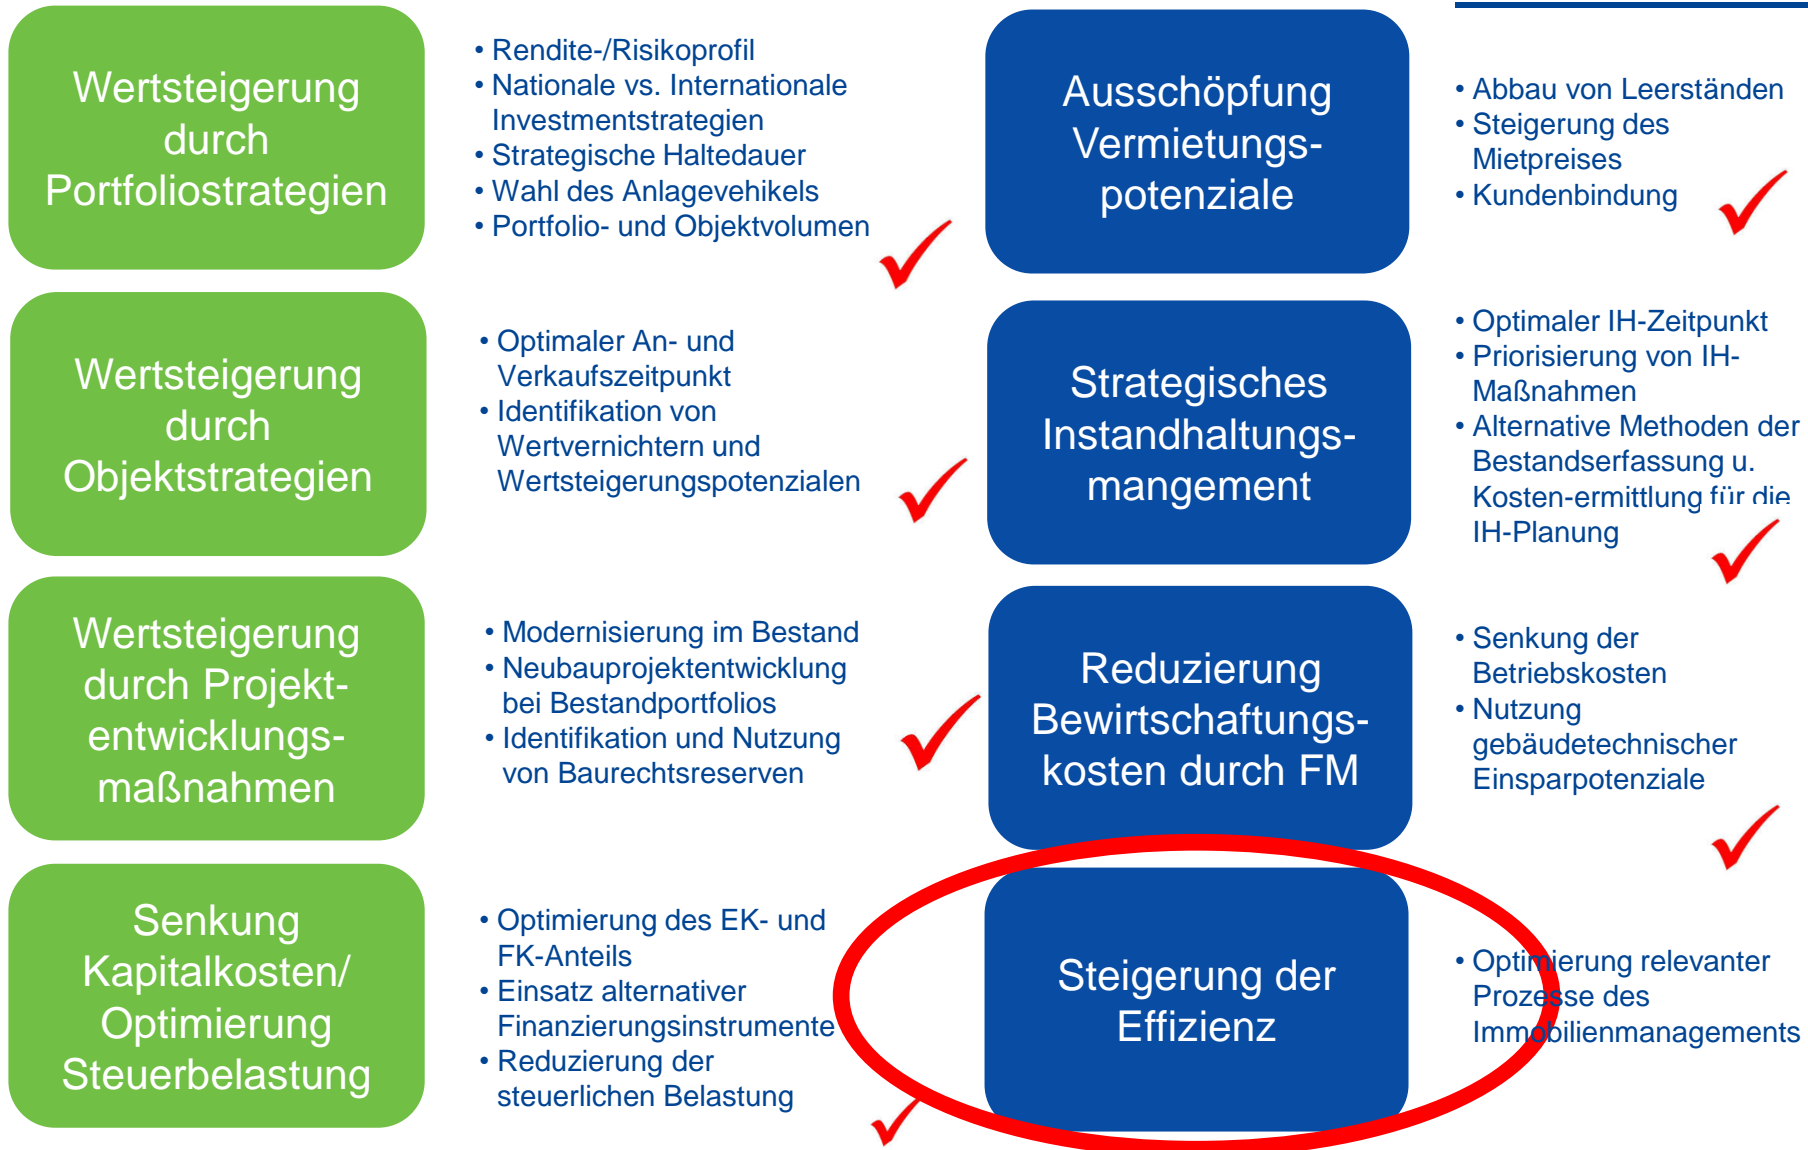 Wertsteigerung
durch
Portfoliostrategien
• Rendite-/Risikoprofil
• Nationale vs. Internationale
Investmentstrategien
• Strategische Haltedauer
• Wahl des Anlagevehikels
• Portfolio- und Objektvolumen
Ausschöpfung
Vermietungs-
potenziale
• Abbau von Leerständen
• Steigerung des
Mietpreises
• Kundenbindung
Wertsteigerung
durch
Objektstrategien
• Optimaler An- und
Verkaufszeitpunkt
• Identifikation von
Wertvernichtern und
Wertsteigerungspotenzialen
Strategisches
Instandhaltungs-
mangement
• Optimaler IH-Zeitpunkt
• Priorisierung von IH-
Maßnahmen
• Alternative Methoden der
Bestandserfassung u.
Kosten-ermittlung für die
IH-Planung
Wertsteigerung
durch Projekt-
entwicklungs-
maßnahmen
• Modernisierung im Bestand
• Neubauprojektentwicklung
bei Bestandportfolios
• Identifikation und Nutzung
von Baurechtsreserven
Reduzierung
Bewirtschaftungs-
kosten durch FM
• Senkung der
Betriebskosten
• Nutzung
gebäudetechnischer
Einsparpotenziale
Senkung
Kapitalkosten/
Optimierung
Steuerbelastung
• Optimierung des EK- und
FK-Anteils
• Einsatz alternativer
Finanzierungsinstrumente
• Reduzierung der
steuerlichen Belastung
Steigerung der
Effizienz
• Optimierung relevanter
Prozesse des
Immobilienmanagements